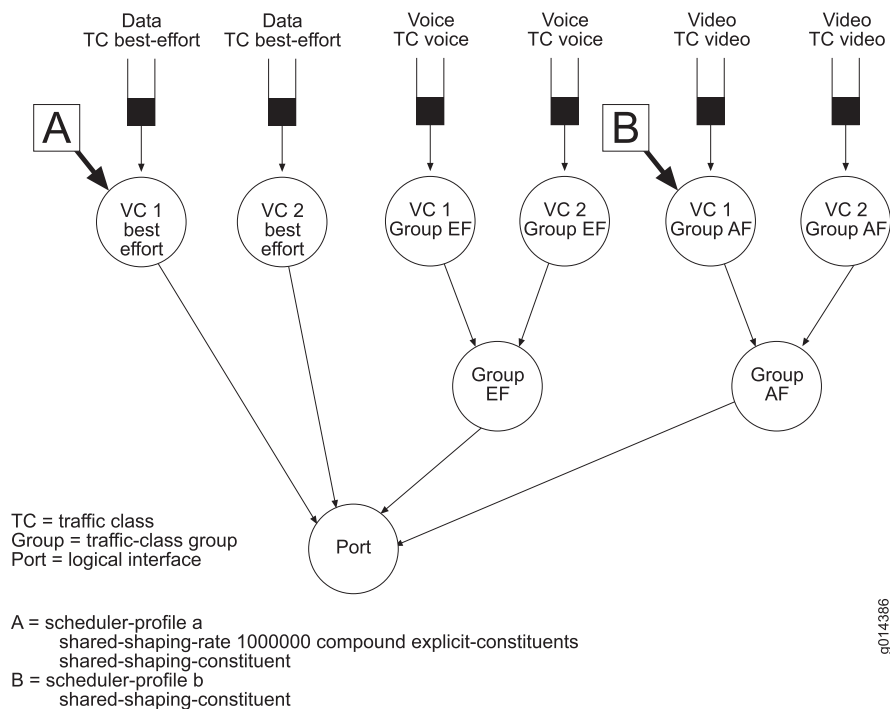 Data
TC best-effort
Data
TC best-effort
Voice
TC voice
Voice
TC voice
Video
TC video
Video
TC video
A
B
VC 1
best
effort
VC 2
best
effort
VC 1
Group EF
VC 2
Group EF
VC 1
Group AF
VC 2
Group AF
Group
EF
Group
AF
Port
TC = traffic class
Group = traffic-class group
Port = logical interface
A = scheduler-profile a
shared-shaping-rate 1000000 compound explicit-constituents
shared-shaping-constituent
B = scheduler-profile b
shared-shaping-constituent
g014386